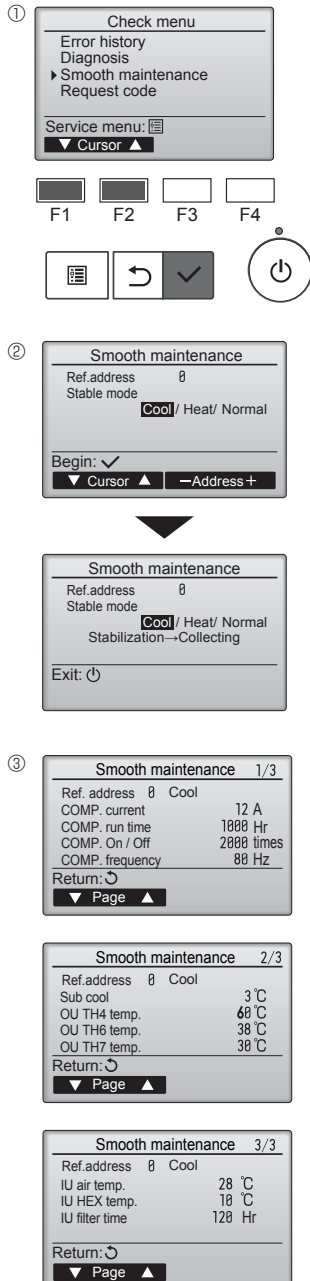 ①
Check menu
Error history
Diagnosis
Smooth maintenance
Request code
Service menu:
▼ Cursor ▲
F1 F2 F3 F4
②
Smooth maintenance
Ref.address 0
Stable mode
Cool / Heat/ Normal
Begin: ✓
▼ Cursor ▲ −Address+
Smooth maintenance
Ref.address 0
Stable mode
Cool / Heat/ Normal
Stabilization→Collecting
Exit:
③
Smooth maintenance 1/3
Ref. address 0 Cool
COMP. current 12 A
COMP. run time 1000 Hr
COMP. On / Off 2000 times
COMP. frequency 80 Hz
Return:
▼ Page ▲
Smooth maintenance 2/3
Ref.address 0 Cool
Sub cool 3℃
OU TH4 temp. 60℃
OU TH6 temp. 38℃
OU TH7 temp. 30℃
Return:
▼ Page ▲
Smooth maintenance 3/3
Ref.address 0 Cool
IU air temp. 28 ℃
IU HEX temp. 10 ℃
IU filter time 120 Hr
Return:
▼ Page ▲